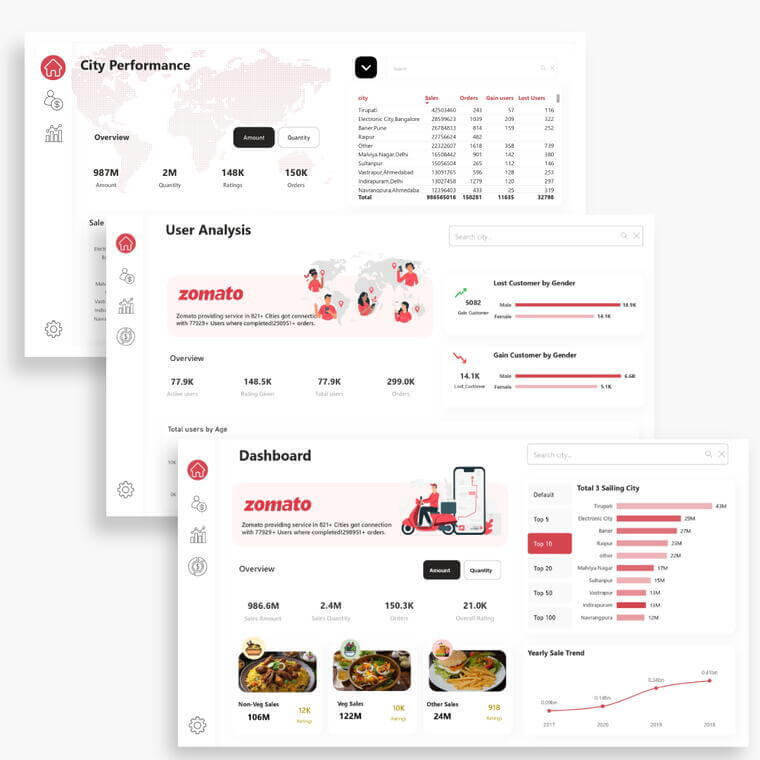 City Performance
Search
Overview
Amount
Quantity
987M
2M
148K
150K
Amount
Quantity
Ratings
Orders
city Sales Orders Gain users Lost Users
Tirupati 42503460 243 57 116
Electronic City,Bangalore 28599623 1039 209 322
Baner,Pune 26784833 814 159 252
Raipur 22756624 482
Other 22322607 1618 358 739
Malviya Nagar,Delhi 16508442 901 142 380
Sultanpur 15056504 265 112 146
Vastrapur,Ahmedabad 13091765 596 128 253
Indirapuram,Delhi 13027458 1279 120 297
Navrangpura,Ahmedaba 12396403 433 25 319
Total 986565016 150281 11635 32798
Sale
User Analysis
Search city...
zomato
Zomato providing service in 821+ Cities got connection
with 77929+ Users where completed!298951+ orders.
Overview
77.9K
148.5K
77.9K
299.0K
Active users
Rating Given
Total users
Orders
Lost Customer by Gender
5082
Gain Customer
Male 18.9K
Female 14.1K
Gain Customer by Gender
14.1K
Lost_Customer
Male 6.6K
Female 5.1K
Total users by Age
10K
0K
Dashboard
Search city...
zomato
Zomato providing service in 821+ Cities got connection
with 77929+ Users where completed!298951+ orders.
Overview
Amount
Quantity
986.6M
2.4M
150.3K
21.0K
Sales Amount
Sales Quantity
Orders
Overall Rating
Non-Veg Sales
106M
12K
Ratings
Veg Sales
122M
10K
Ratings
Other Sales
24M
918
Ratings
Default
Top 5
Top 10
Top 20
Top 50
Top 100
Total 3 Sailing City
Tirupati 43M
Electronic City 29M
Baner 27M
Raipur 23M
other 22M
Malviya Nagar 17M
Sultanpur 15M
Vastrapur 13M
Indirapuram 13M
Navrangpura 12M
Yearly Sale Trend
0.09bn
0.14bn
0.34bn
0.41bn
2017
2020
2019
2018